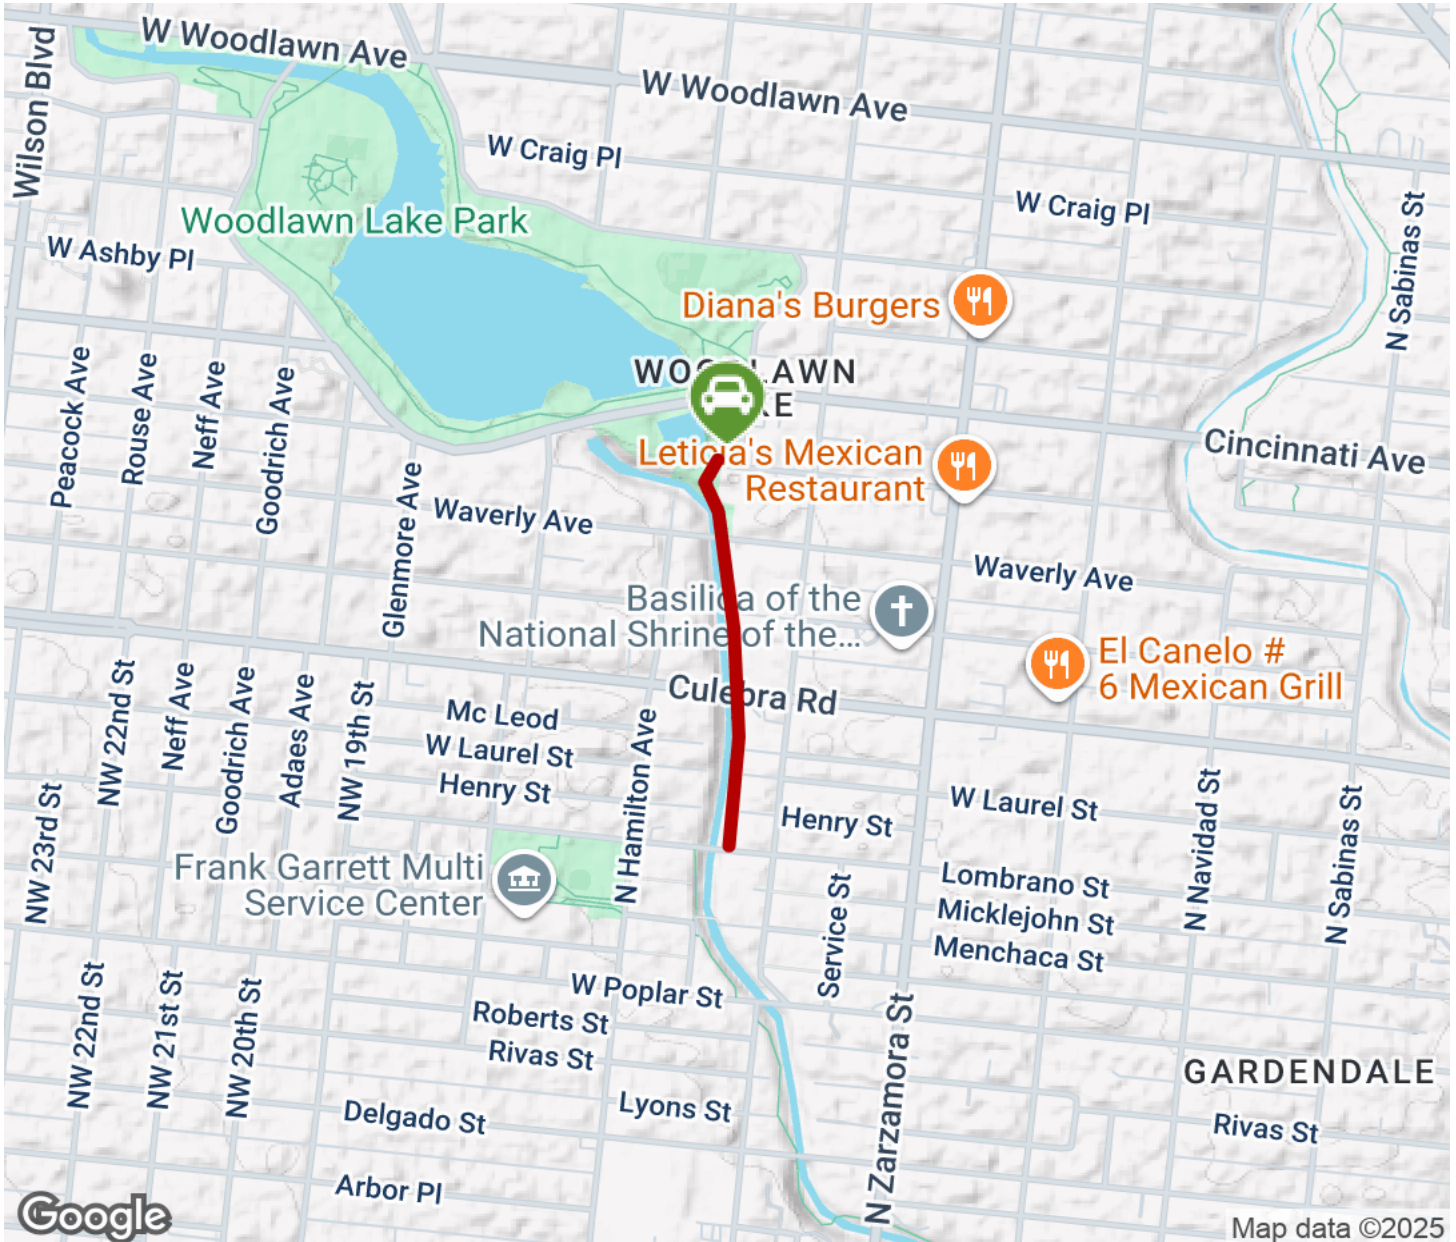 W Woodlawn Ave
W Woodlawn Ave
Wilson Blvd
W Craig Pl
W Craig Pl
N Sabinas St
Woodlawn Lake Park
W Ashby Pl
Diana's Burgers
Peacock Ave
Rouse Ave
Neff Ave
Goodrich Ave
Glenmore Ave
Cincinnati Ave
Leticia's Mexican
Restaurant
Waverly Ave
Waverly Ave
Basilica of the
National Shrine of the...
El Canelo #
6 Mexican Grill
Culebra Rd
NW 23rd St
NW 22nd St
Neff Ave
Goodrich Ave
Adaes Ave
NW 19th St
Mc Leod
W Laurel St
Henry St
N Hamilton Ave
Henry St
W Laurel St
N Navidad St
N Sabinas St
Frank Garrett Multi
Service Center
Service St
Lombrano St
Micklejohn St
Menchaca St
NW 22nd St
NW 21st St
NW 20th St
W Poplar St
Roberts St
Rivas St
N Zarzamora St
GARDENDALE
Delgado St
Lyons St
Rivas St
Arbor Pl
Google
Map data ©2025